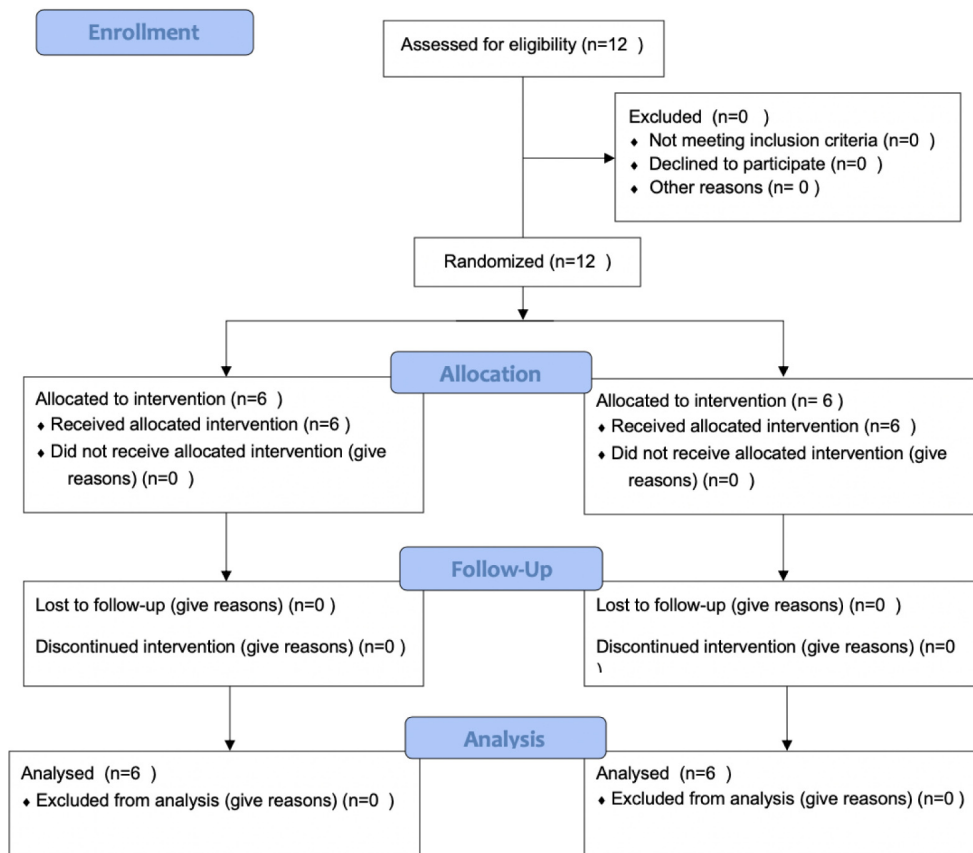 Enrollment
Assessed for eligibility (n=12 )
Excluded (n=0 )
♦ Not meeting inclusion criteria (n=0 )
♦ Declined to participate (n=0 )
♦ Other reasons (n= 0 )
Randomized (n=12 )
Allocation
Allocated to intervention (n=6 )
♦ Received allocated intervention (n=6 )
♦ Did not receive allocated intervention (give
reasons) (n=0 )
Allocated to intervention (n= 6 )
♦ Received allocated intervention (n=6 )
♦ Did not receive allocated intervention (give
reasons) (n=0 )
Follow-Up
Lost to follow-up (give reasons) (n=0 )
Discontinued intervention (give reasons) (n=0 )
Lost to follow-up (give reasons) (n=0 )
Discontinued intervention (give reasons) (n=0
)
Analysis
Analysed (n=6 )
♦ Excluded from analysis (give reasons) (n=0 )
Analysed (n=6 )
♦ Excluded from analysis (give reasons) (n=0 )